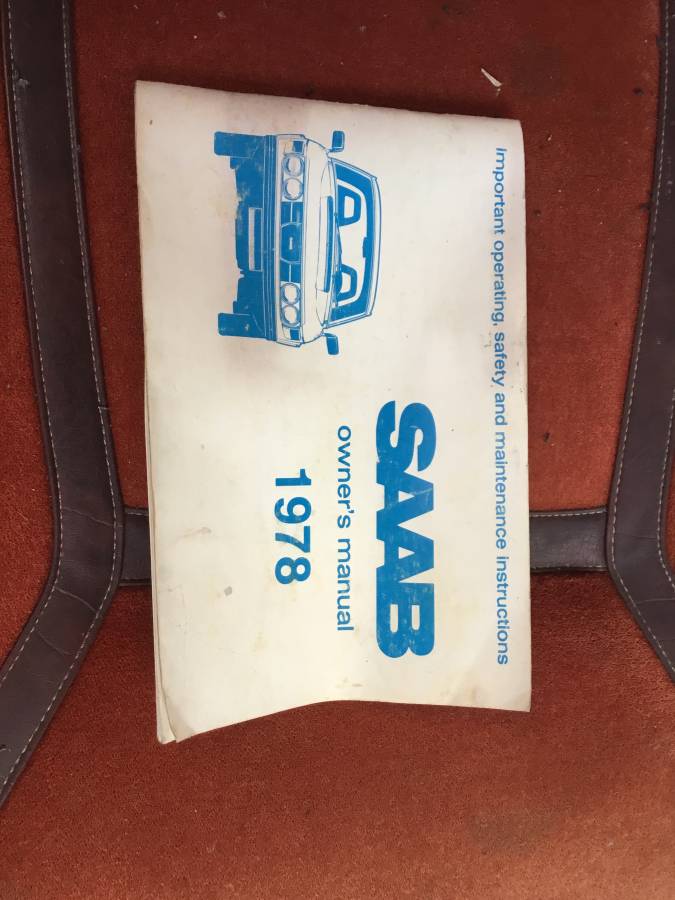 Important operating, safety and maintenance instructions
SAAB
owner's manual
1978